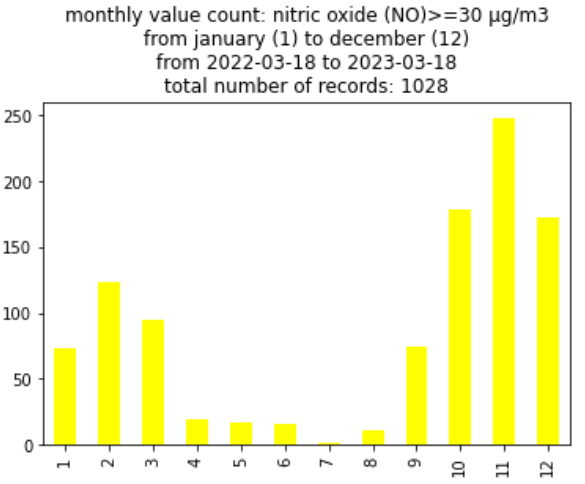 monthly value count: nitric oxide (NO)>=30 µg/m3
from january (1) to december (12)
from 2022-03-18 to 2023-03-18
total number of records: 1028
250
200
150
100
50
0
1 2 3 4 5 6 7 8 9 10 11 12